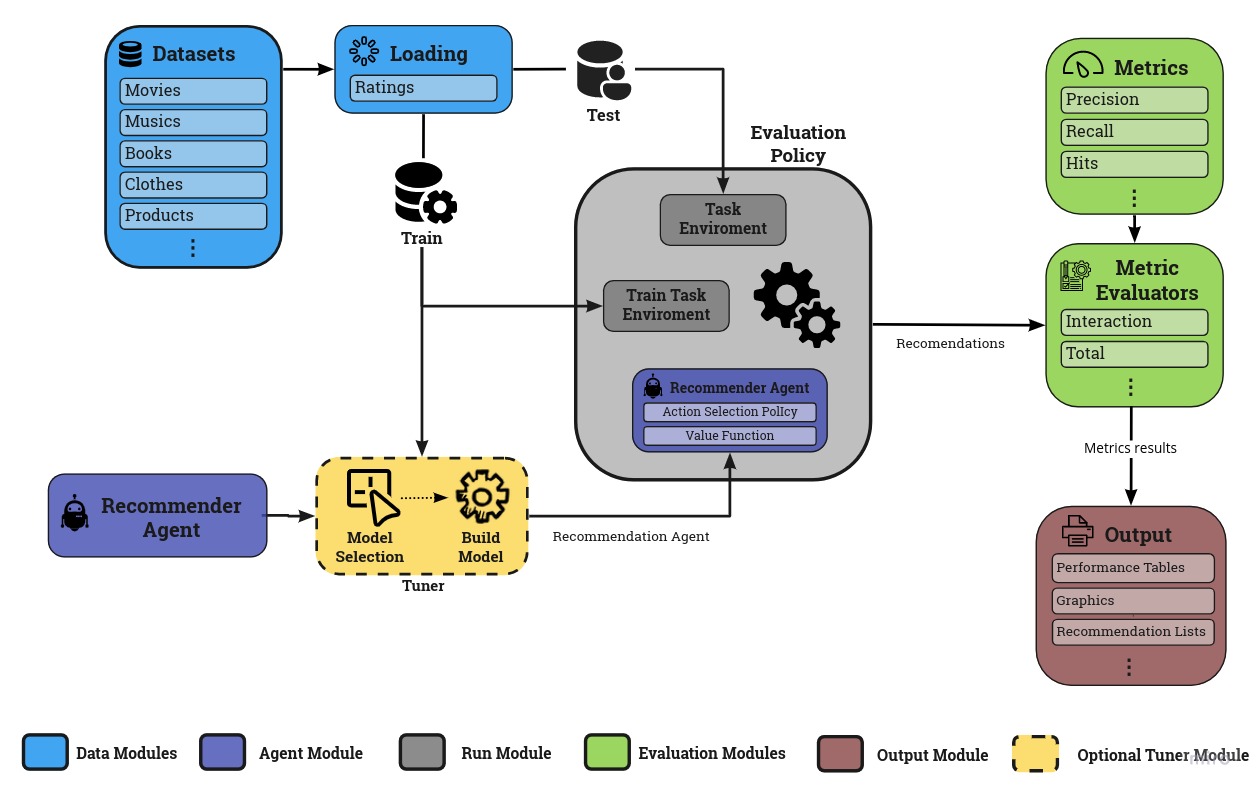 Datasets
Movies
Musics
Books
Clothes
Products
Loading
Ratings
Test
Train
Evaluation
Policy
Task
Enviroment
Train Task
Enviroment
Recommender Agent
Action Selection PolIcy
Value Function
Recomendations
Metrics
Precision
Recall
Hits
Metric
Evaluators
Interaction
Total
Metrics results
Output
Performance Tables
Graphics
Recommendation Lists
Recommender
Agent
Model
Selection
Build
Model
Tuner
Recommendation Agent
Data Modules
Agent Module
Run Module
Evaluation Modules
Output Module
Optional Tuner Module
miro